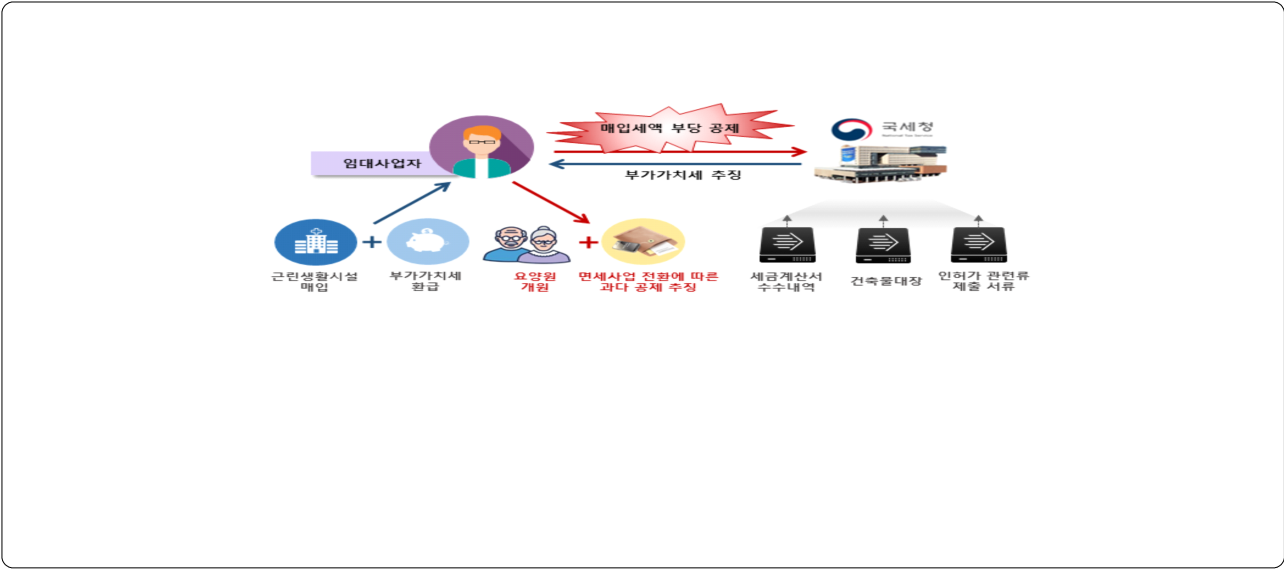 매입세액 부당 공제
국세청
National Tax Service
임대사업자
부가가치세 추징
근린생활시설
매입
부가가치세
환급
요양원
개원
면세사업 전환에 따른
과다 공제 추징
세금계산서
수수내역
건축물대장
인허가 관련류
제출 서류